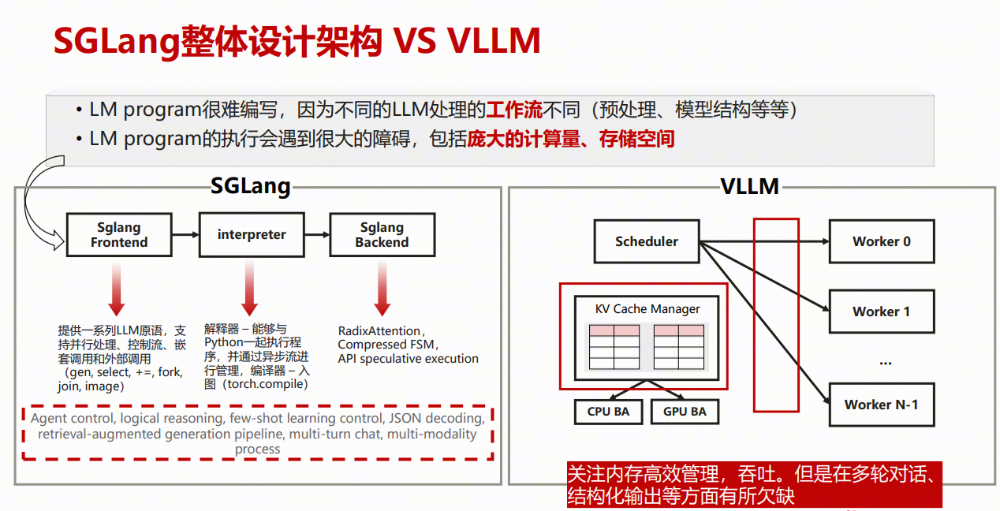 SGLang整体设计架构 VS VLLM
• LM program很难编写，因为不同的LLM处理的工作流不同（预处理、模型结构等等）
• LM program的执行会遇到很大的障碍，包括庞大的计算量、存储空间
SGLang
Sglang
Frontend
interpreter
Sglang
Backend
提供一系列LLM原语，支
持并行处理、控制流、嵌
套调用和外部调用
（gen, select, +=, fork,
join, image）
解释器 – 能够与
Python一起执行程
序，并通过异步流进
行管理，编译器 – 入
图（torch.compile）
RadixAttention，
Compressed FSM，
API speculative execution
Agent control, logical reasoning, few-shot learning control, JSON decoding,
retrieval-augmented generation pipeline, multi-turn chat, multi-modality
process
VLLM
Scheduler
Worker 0
KV Cache Manager
Worker 1
...
CPU BA
GPU BA
Worker N-1
关注内存高效管理，吞吐。但是在多轮对话、
结构化输出等方面有所欠缺